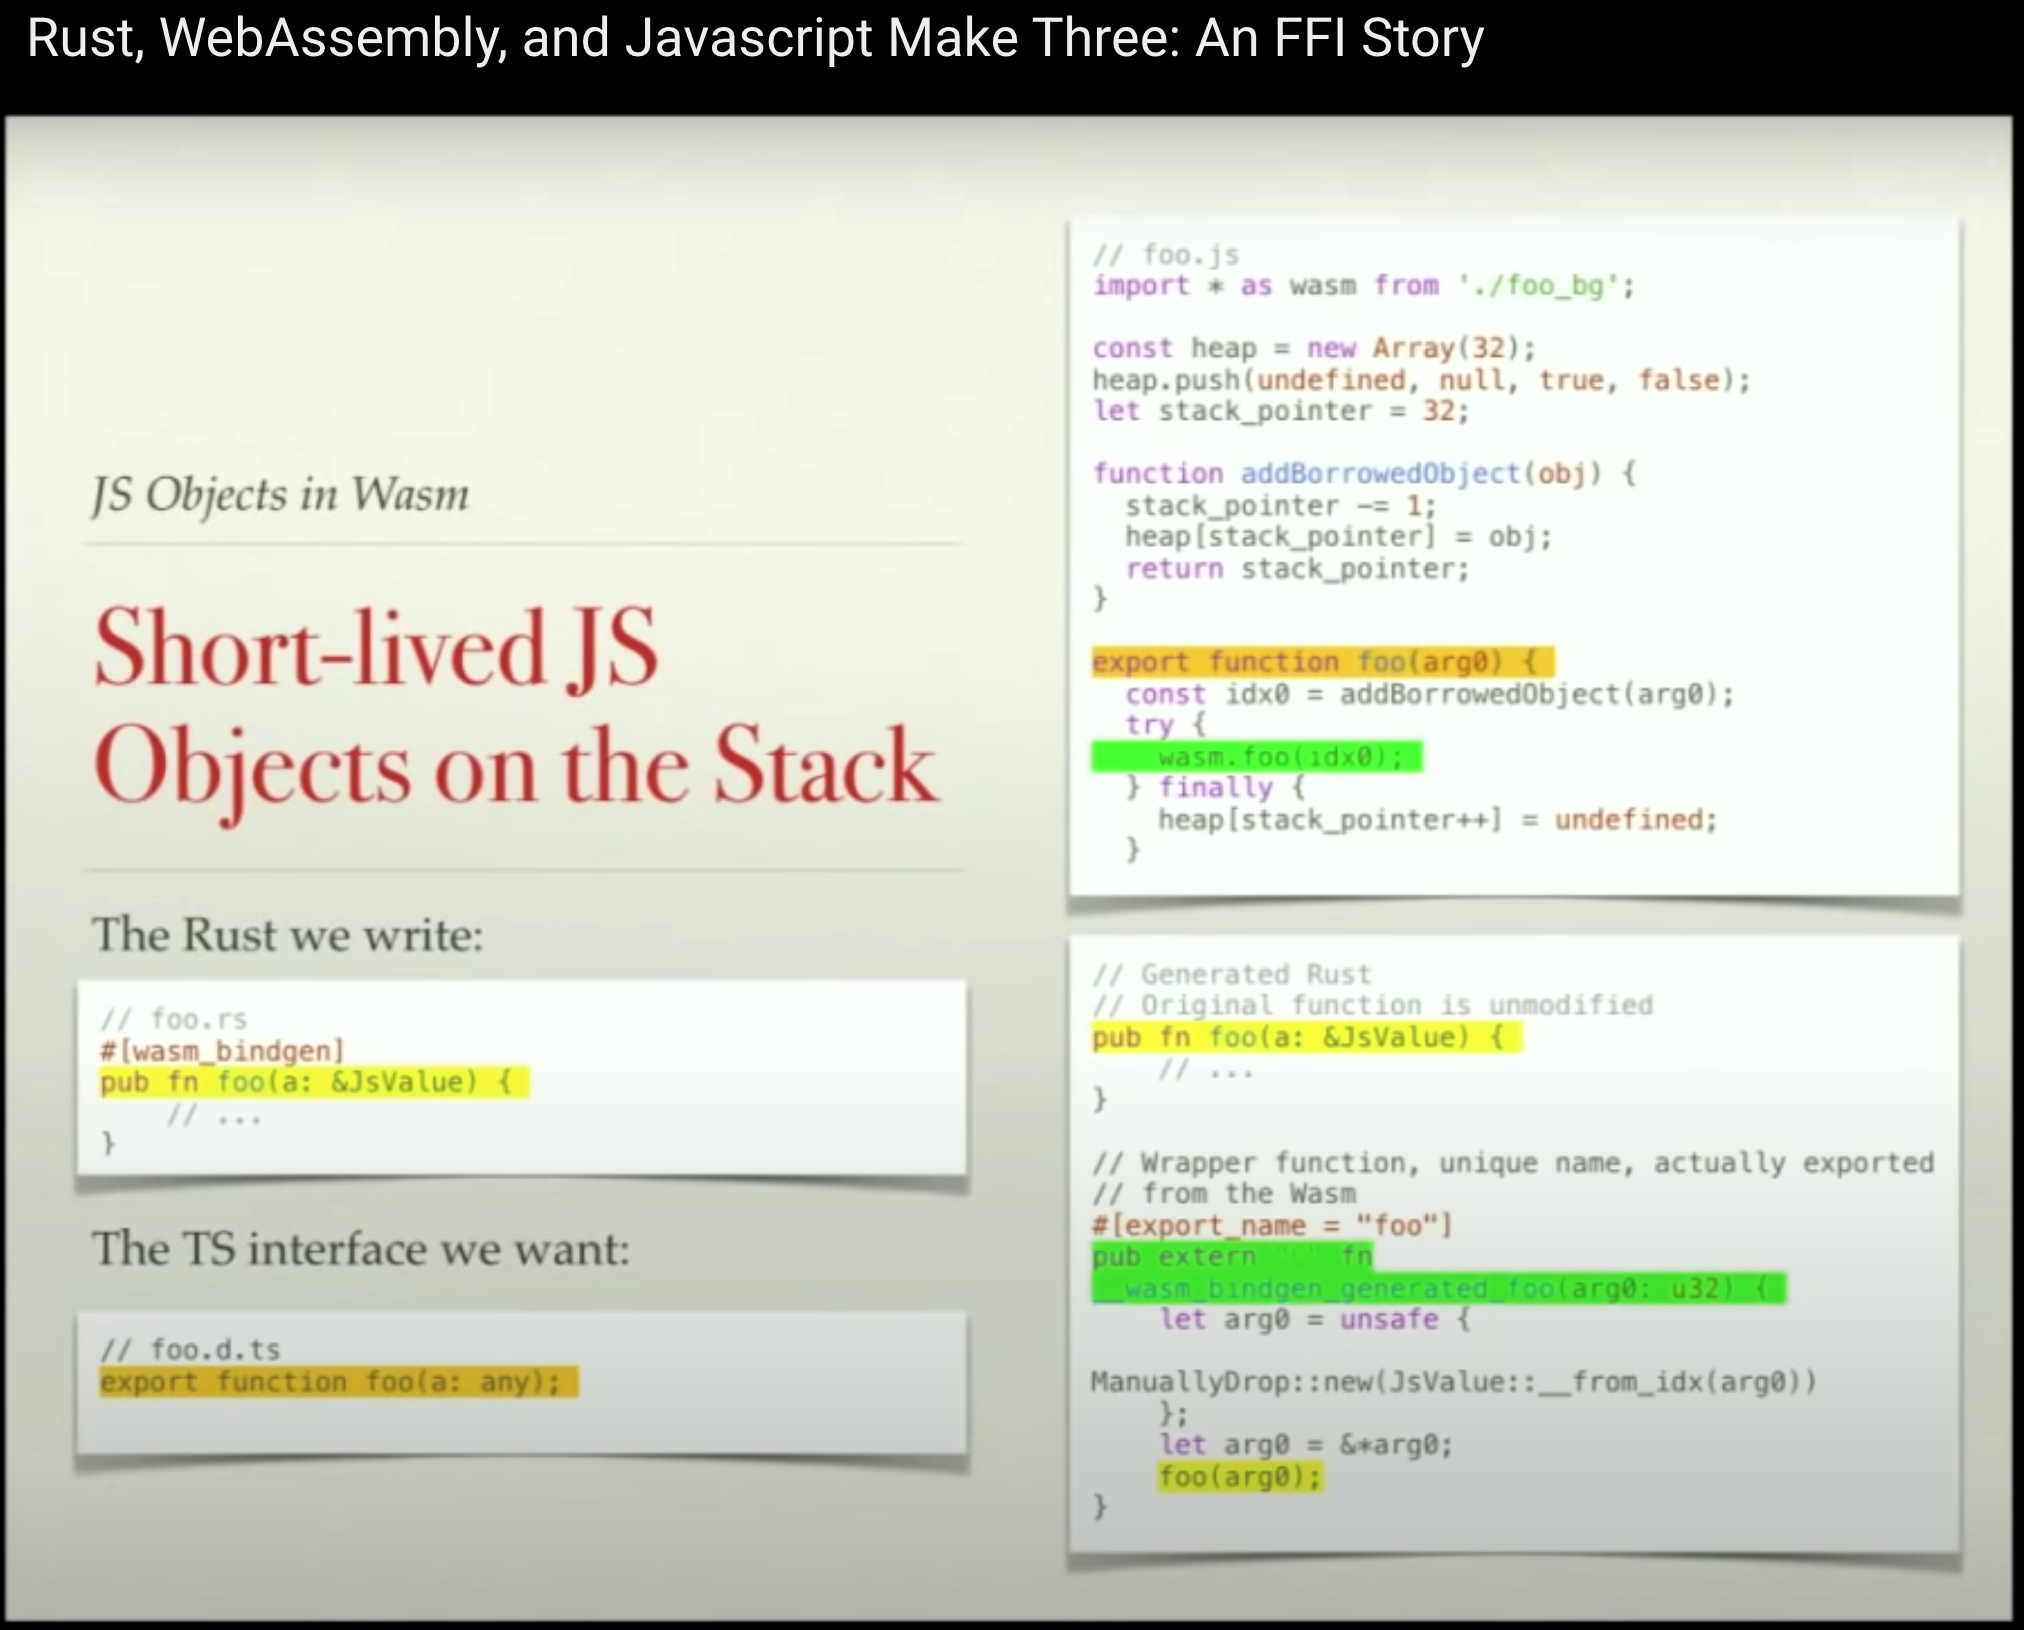 Rust, WebAssembly, and Javascript Make Three: An FFI Story
JS Objects in Wasm
Short-lived JS
Objects on the Stack
The Rust we write:
// foo.rs
#[wasm_bindgen]
pub fn foo(a: &JsValue) {
    // ...
}
The TS interface we want:
// foo.d.ts
export function foo(a: any);
// foo.js
import * as wasm from './foo_bg';

const heap = new Array(32);
heap.push(undefined, null, true, false);
let stack_pointer = 32;

function addBorrowedObject(obj) {
  stack_pointer -= 1;
  heap[stack_pointer] = obj;
  return stack_pointer;
}

export function foo(arg0) {
  const idx0 = addBorrowedObject(arg0);
  try {
    wasm.foo(idx0);
  } finally {
    heap[stack_pointer++] = undefined;
  }
// Generated Rust
// Original function is unmodified
pub fn foo(a: &JsValue) {
    // ...
}

// Wrapper function, unique name, actually exported
// from the Wasm
#[export_name = "foo"]
pub extern "C" fn
__wasm_bindgen_generated_foo(arg0: u32) {
    let arg0 = unsafe {

ManuallyDrop::new(JsValue::__from_idx(arg0))
    };
    let arg0 = &*arg0;
    foo(arg0);
}